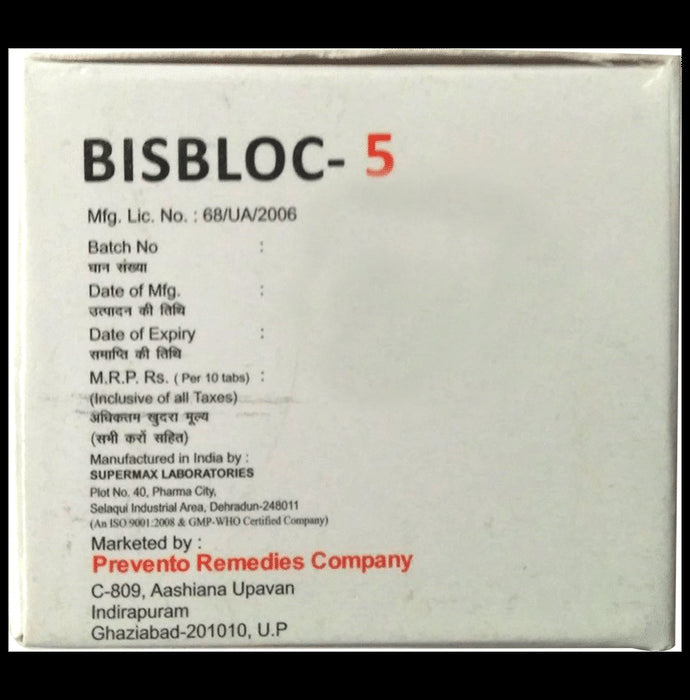 BISBLOC- 5
Mfg. Lic. No. : 68/UA/2006
Batch No :
घान संख्या
Date of Mfg. :
उत्पादन की तिथि
Date of Expiry :
समाप्ति की तिथि
M.R.P. Rs. ( Per 10 tabs) :
(Inclusive of all Taxes)
अधिकतम खुदरा मूल्य
(सभी करों सहित)
Manufactured in India by :
SUPERMAX LABORATORIES
Plot No. 40, Pharma City,
Selaqui Industrial Area, Dehradun-248011
(An ISO 9001:2008 & GMP-WHO Certified Company)
Marketed by :
Prevento Remedies Company
C-809, Aashiana Upavan
Indirapuram
Ghaziabad-201010, U.P